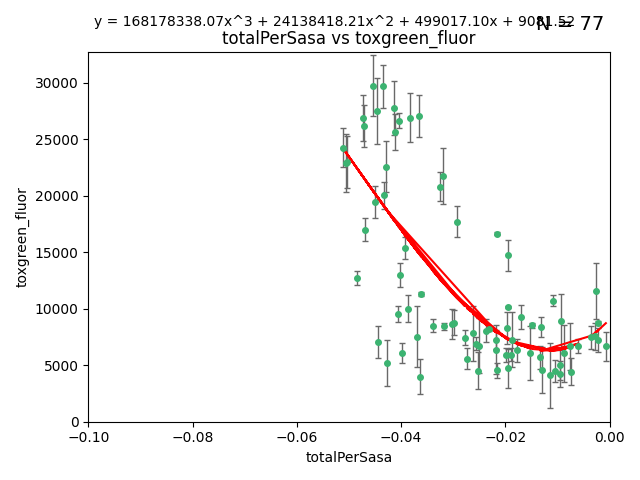 y = 168178338.07x^3 + 24138418.21x^2 + 499017.10x + 9081.52
N = 77
totalPerSasa vs toxgreen_fluor
30000
25000
20000
15000
10000
5000
0
toxgreen_fluor
−0.10 −0.08 −0.06 −0.04 −0.02 0.00
totalPerSasa